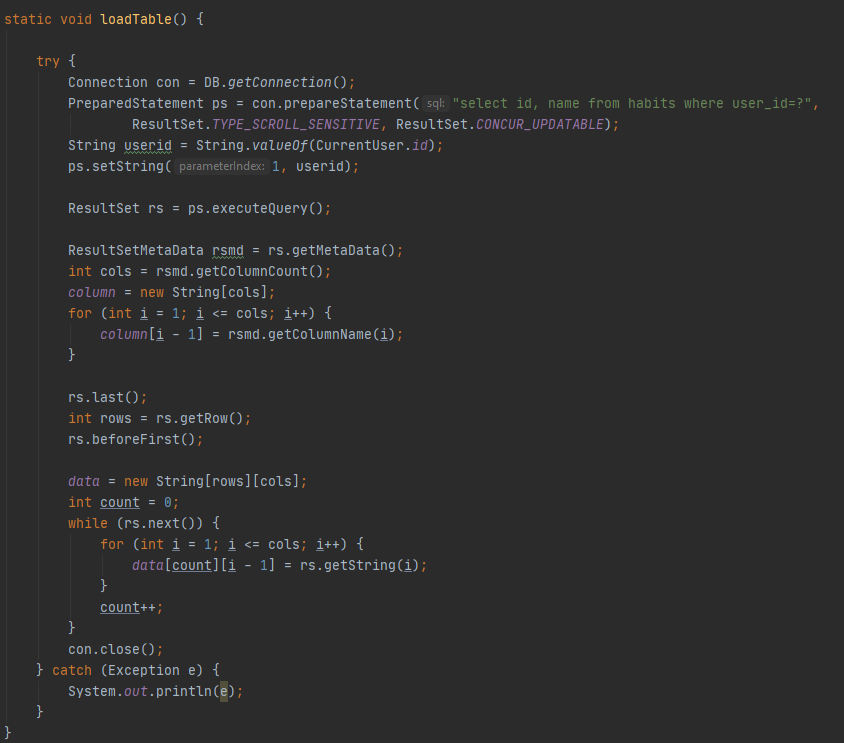 static void loadTable() {
try {
Connection con = DB.getConnection();
PreparedStatement ps = con.prepareStatement( sql: "select id, name from habits where user_id=?",
ResultSet.TYPE_SCROLL_SENSITIVE, ResultSet.CONCUR_UPDATABLE);
String userid = String.valueOf(CurrentUser.id);
ps.setString( parameterIndex: 1, userid);
ResultSet rs = ps.executeQuery();
ResultSetMetaData rsmd = rs.getMetaData();
int cols = rsmd.getColumnCount();
column = new String[cols];
for (int i = 1; i <= cols; i++) {
column[i - 1] = rsmd.getColumnName(i);
}
rs.last();
int rows = rs.getRow();
rs.beforeFirst();
data = new String[rows][cols];
int count = 0;
while (rs.next()) {
for (int i = 1; i <= cols; i++) {
data[count][i - 1] = rs.getString(i);
}
count++;
}
con.close();
} catch (Exception e) {
System.out.println(e);
}
}